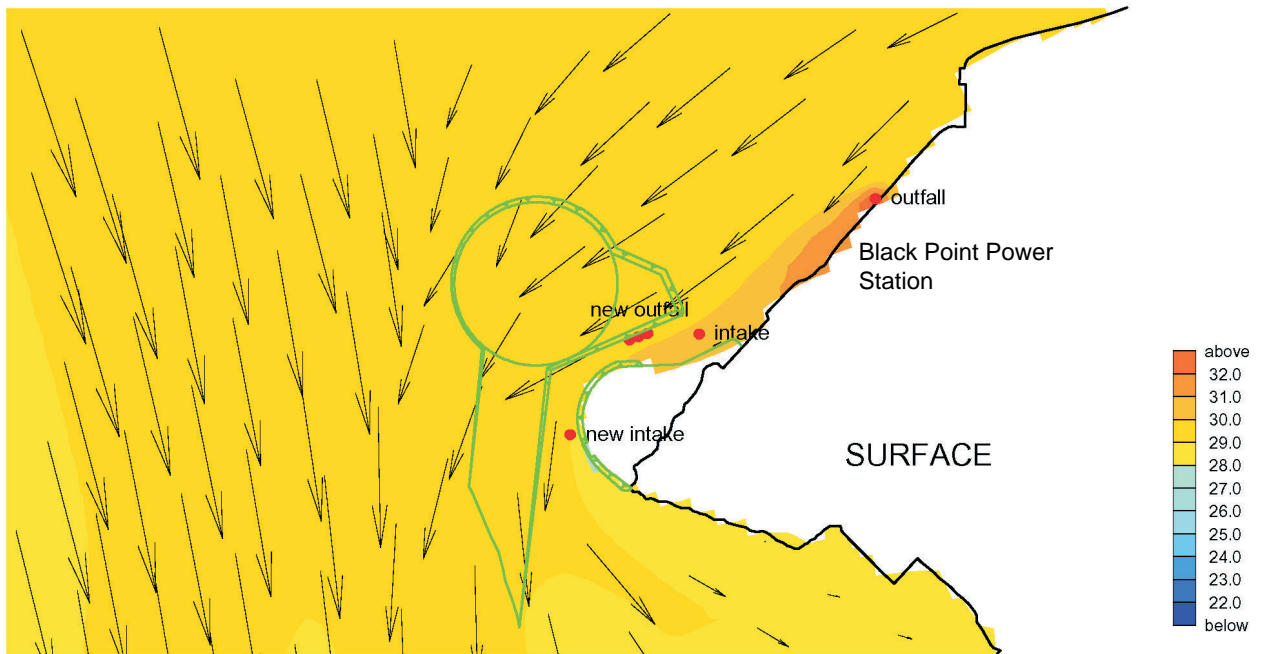 outfall
Black Point Power
Station
new outfall
intake
new intake
SURFACE
above
32.0
31.0
30.0
29.0
28.0
27.0
26.0
25.0
24.0
23.0
22.0
below